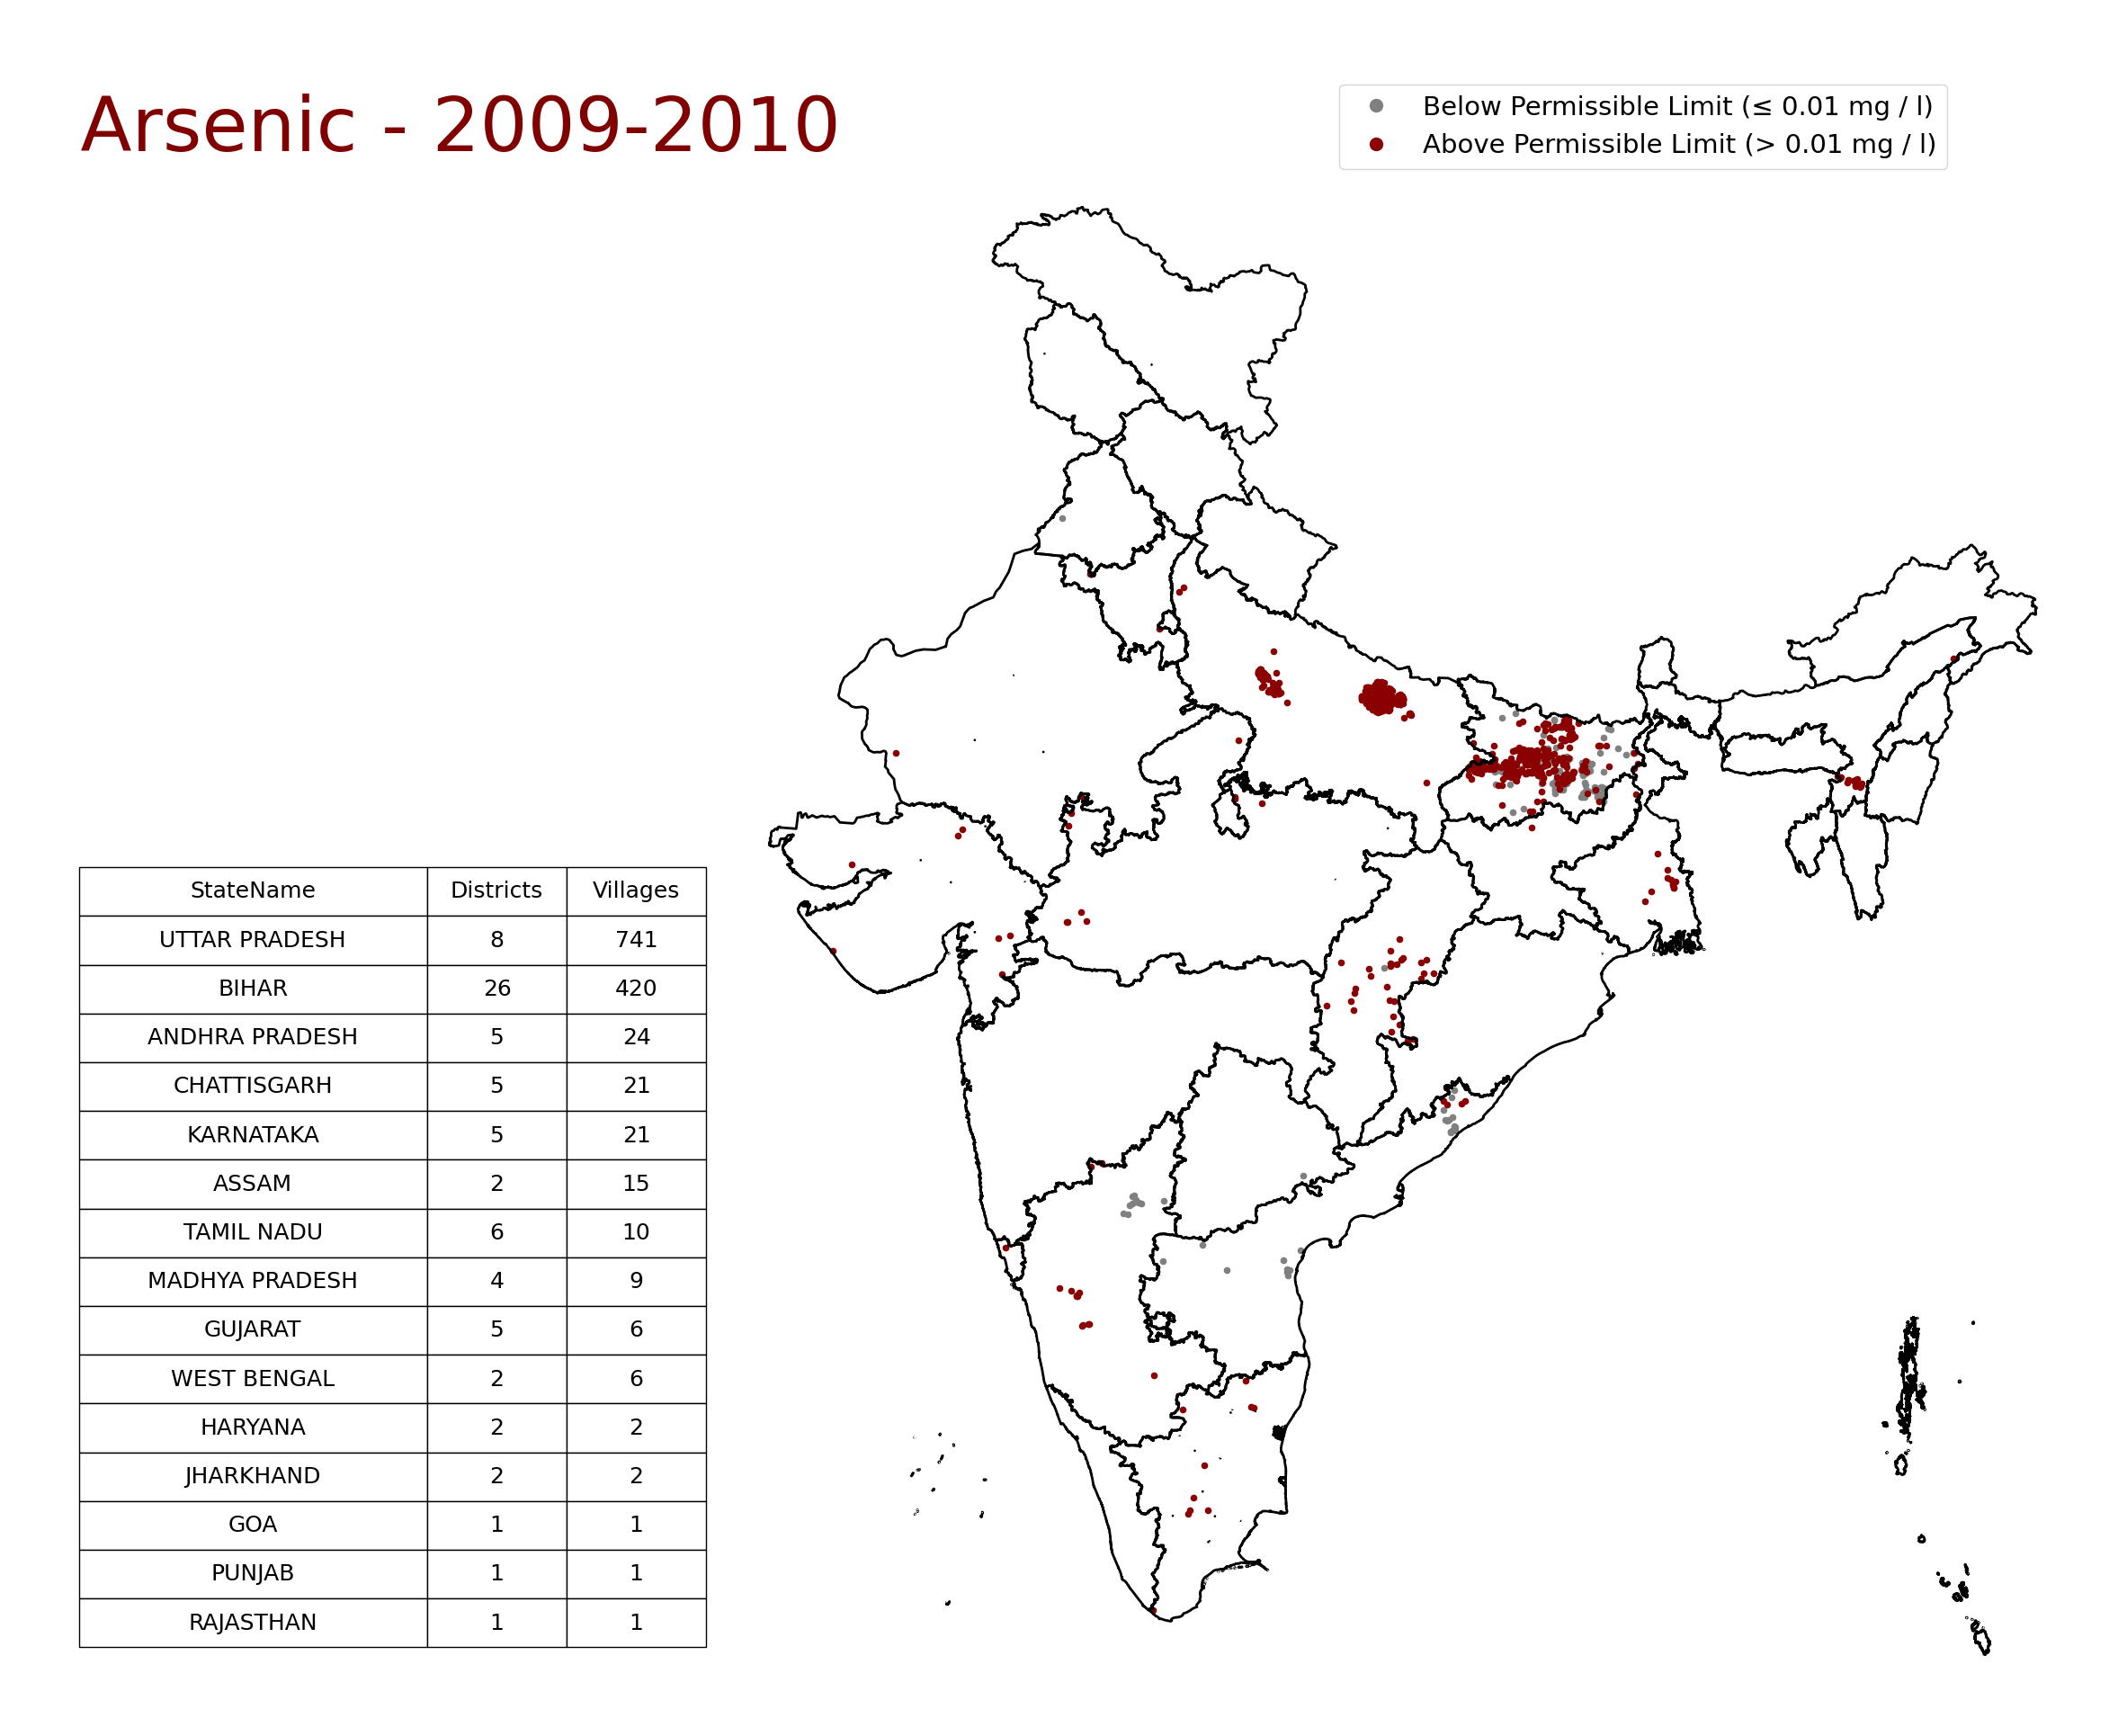 Arsenic - 2009-2010
Below Permissible Limit (≤ 0.01 mg / l)
Above Permissible Limit (> 0.01 mg / l)
StateName Districts Villages
UTTAR PRADESH 8 741
BIHAR 26 420
ANDHRA PRADESH 5 24
CHATTISGARH 5 21
KARNATAKA 5 21
ASSAM 2 15
TAMIL NADU 6 10
MADHYA PRADESH 4 9
GUJARAT 5 6
WEST BENGAL 2 6
HARYANA 2 2
JHARKHAND 2 2
GOA 1 1
PUNJAB 1 1
RAJASTHAN 1 1